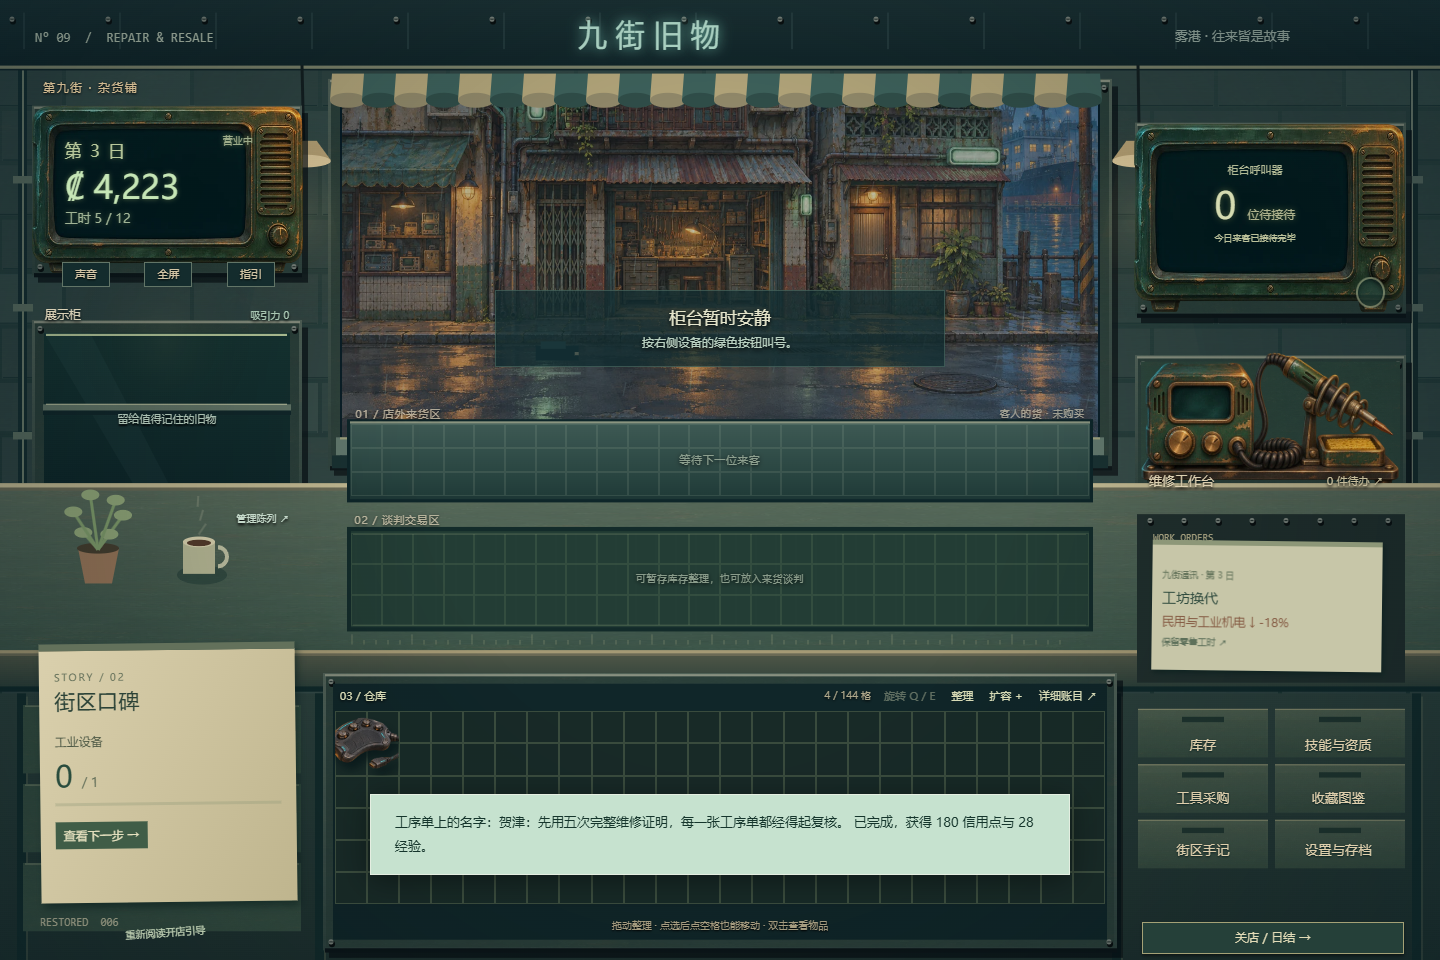 N° 09 / REPAIR & RESALE
九街旧物
雾港 · 往来皆是故事
第九街 · 杂货铺
营业中
第 3 日
₡ 4,223
工时 5 / 12
声音
全屏
指引
展示柜
吸引力 0
留给值得记住的旧物
管理陈列 ↗
柜台暂时安静
按右侧设备的绿色按钮叫号。
01 / 店外来货区
客人的货 · 未购买
等待下一位来客
02 / 谈判交易区
可暂存库存整理，也可放入来货谈判
柜台呼叫器
0 位待接待
今日来客已接待完毕
维修工作台
0 件待办 ↗
WORK ORDERS
九街通讯 · 第 3 日
工坊换代
民用与工业机电 ↓ -18%
保留零件工时 ↗
STORY / 02
街区口碑
工业设备
0 / 1
查看下一步 →
RESTORED 006
重新阅读开店引导
03 / 仓库
4 / 144 格
旋转 Q / E
整理
扩容 +
详细账目 ↗
工序单上的名字：贺津：先用五次完整维修证明，每一张工序单都经得起复核。 已完成，获得 180 信用点与 28
经验。
拖动整理 · 点选后点空格也能移动 · 双击查看物品
库存
技能与资质
工具采购
收藏图鉴
街区手记
设置与存档
关店 / 日结 →